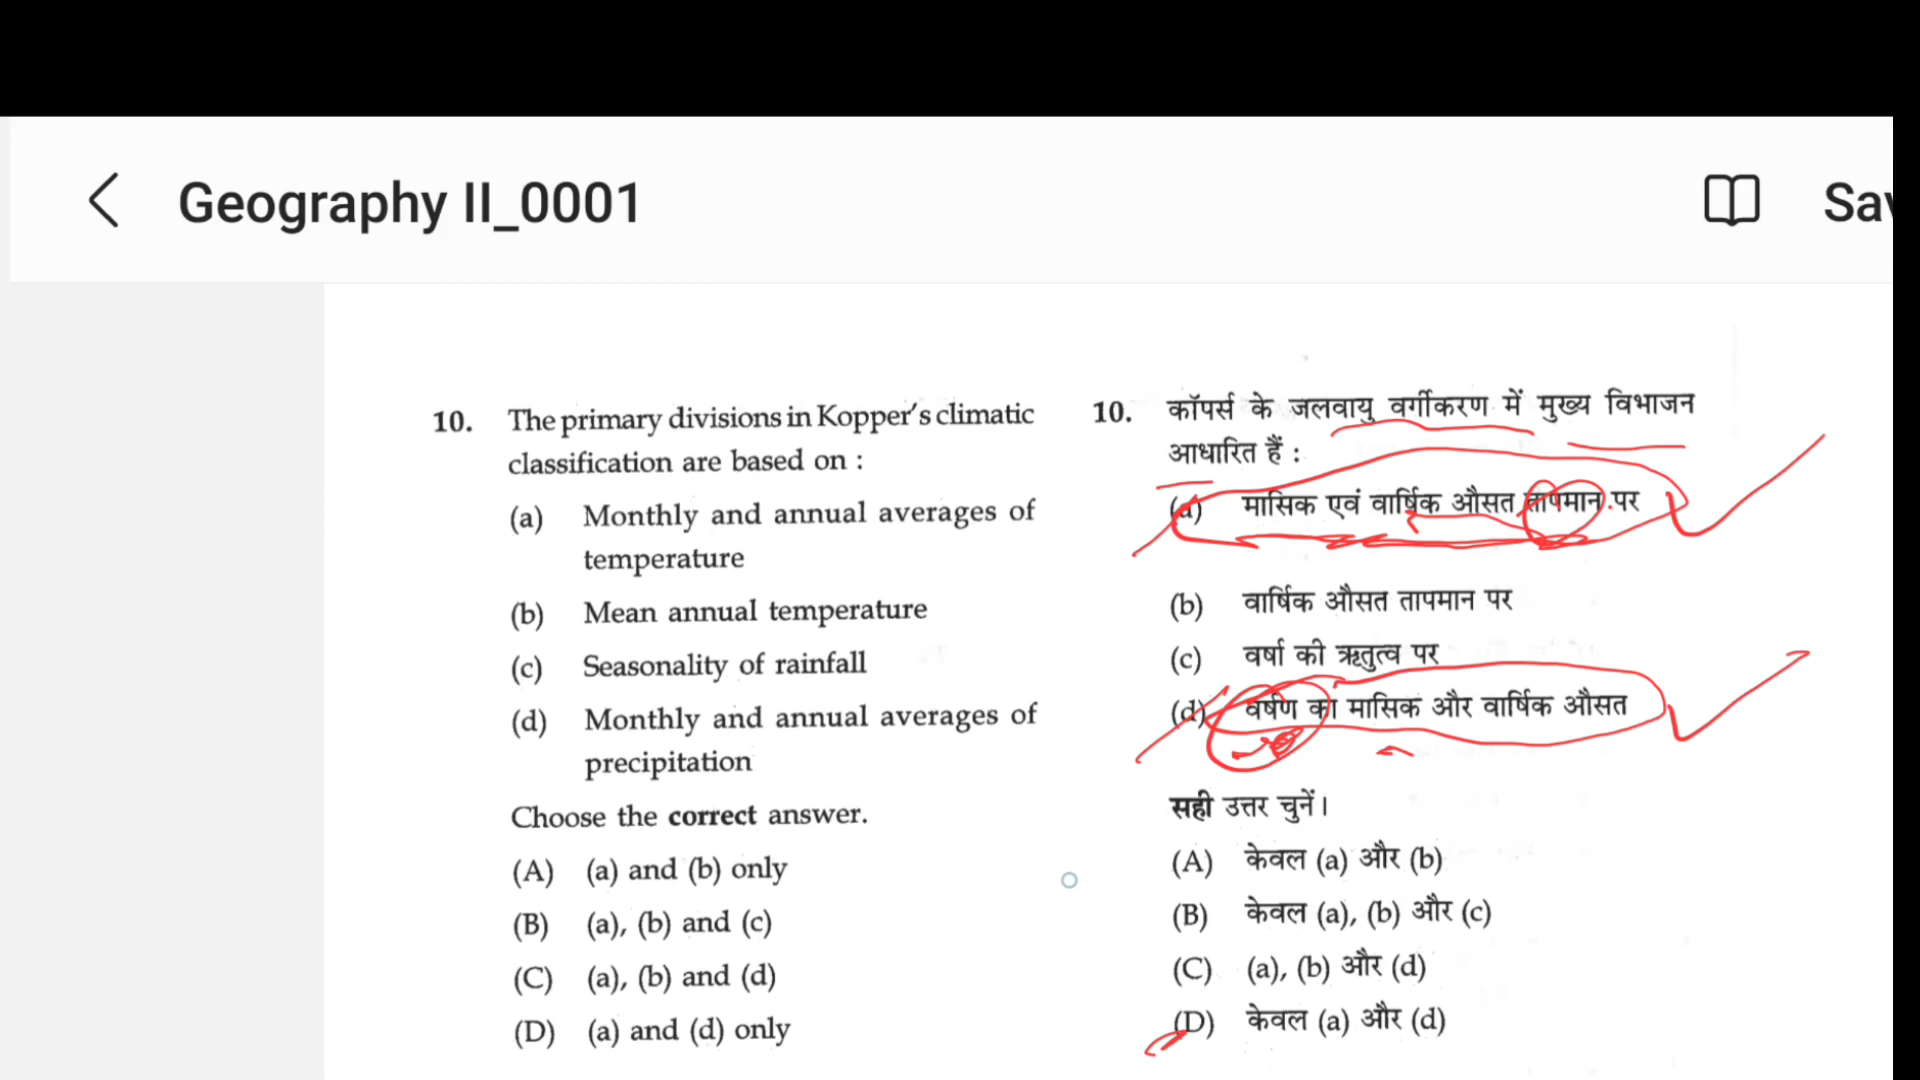 Geography II_0001
Sav
10. The primary divisions in Kopper's climatic
classification are based on :
(a) Monthly and annual averages of
temperature
(b) Mean annual temperature
(c) Seasonality of rainfall
(d) Monthly and annual averages of
precipitation
Choose the correct answer.
(A) (a) and (b) only
(B) (a), (b) and (c)
(C) (a), (b) and (d)
(D) (a) and (d) only
10. कॉपर्स के जलवायु वर्गीकरण में मुख्य विभाजन
आधारित हैं :
(a) मासिक एवं वार्षिक औसत तापमान पर
(b) वार्षिक औसत तापमान पर
(c) वर्षा की ऋतुत्व पर
(d) वर्षण का मासिक और वार्षिक औसत
सही उत्तर चुनें।
(A) केवल (a) और (b)
(B) केवल (a), (b) और (c)
(C) (a), (b) और (d)
(D) केवल (a) और (d)